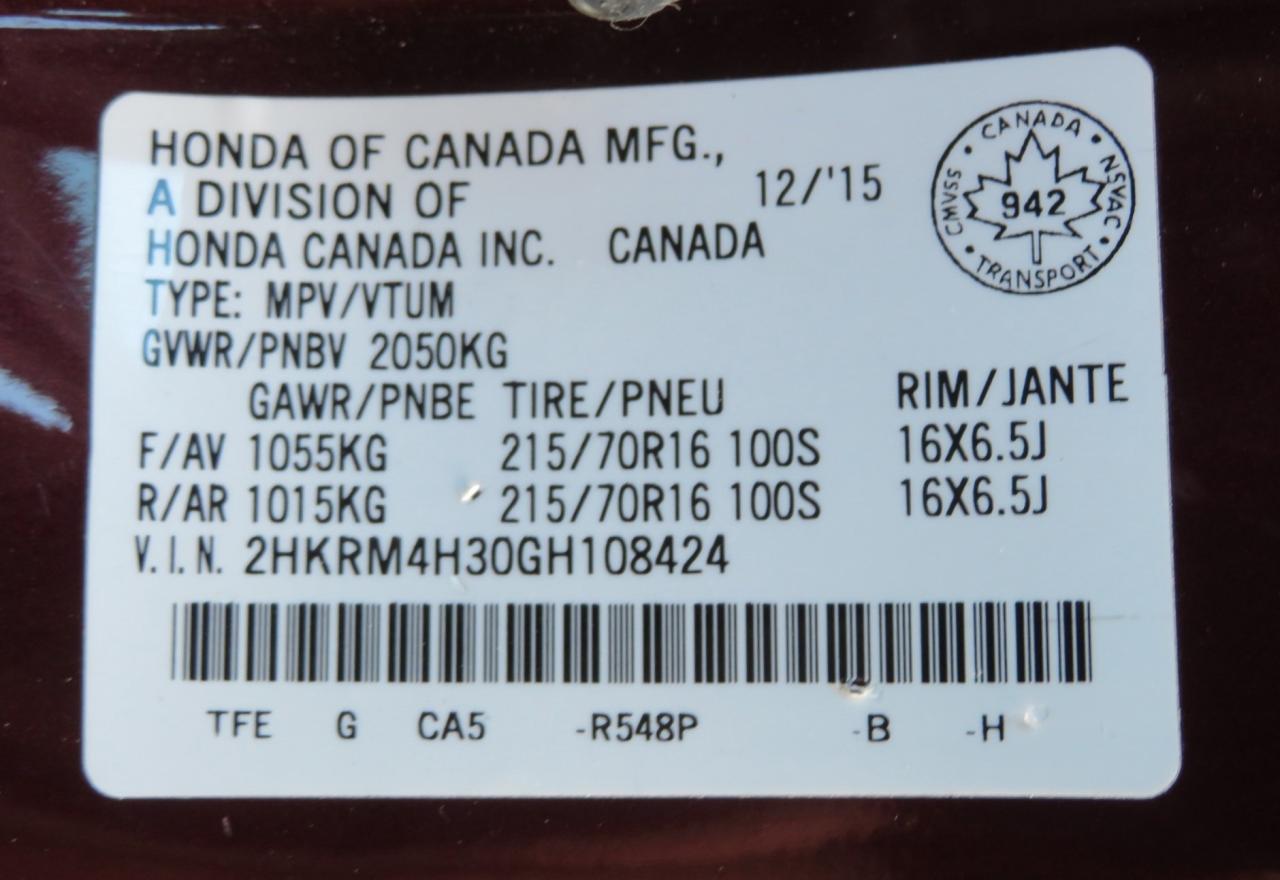 HONDA OF CANADA MFG.,
A DIVISION OF 12/'15
HONDA CANADA INC. CANADA
CANADA
CMVSS 942 NSVAC
TRANSPORT
TYPE: MPV/VTUM
GVWR/PNBV 2050KG
GAWR/PNBE TIRE/PNEU RIM/JANTE
F/AV 1055KG 215/70R16 100S 16X6.5J
R/AR 1015KG 215/70R16 100S 16X6.5J
V.I.N. 2HKRM4H30GH108424
TFE G CA5 -R548P -B -H